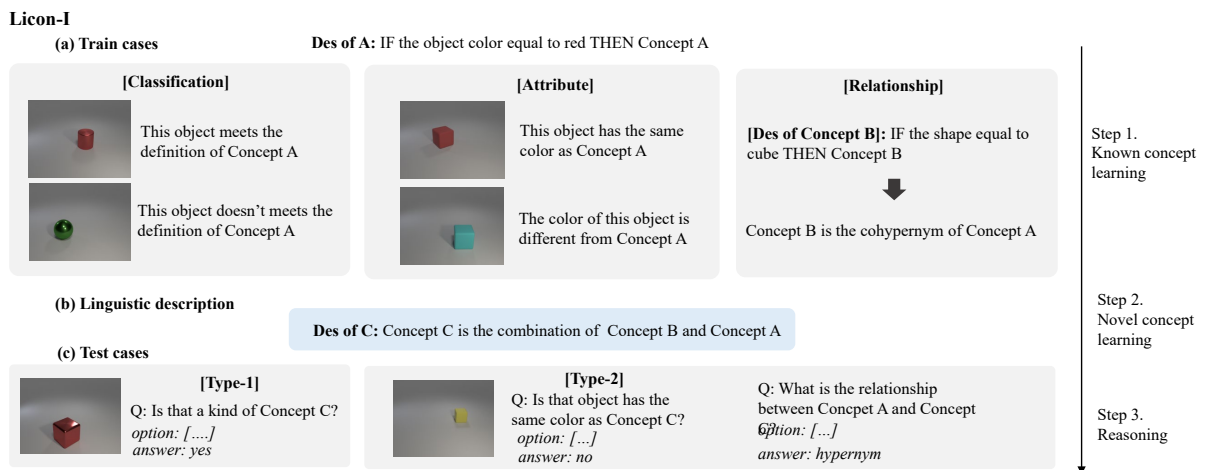 Licon-I
(a) Train cases
Des of A: IF the object color equal to red THEN Concept A
[Classification]
This object meets the
definition of Concept A
This object doesn't meets the
definition of Concept A
[Attribute]
This object has the same
color as Concept A
The color of this object is
different from Concept A
[Relationship]
[Des of Concept B]: IF the shape equal to
cube THEN Concept B
Concept B is the cohypernym of Concept A
Step 1.
Known concept
learning
(b) Linguistic description
Des of C: Concept C is the combination of Concept B and Concept A
Step 2.
Novel concept
learning
(c) Test cases
[Type-1]
Q: Is that a kind of Concept C?
option: [....]
answer: yes
[Type-2]
Q: Is that object has the
same color as Concept C?
option: [...]
answer: no
Q: What is the relationship
between Concpet A and Concept
C?
option: [...]
answer: hypernym
Step 3.
Reasoning